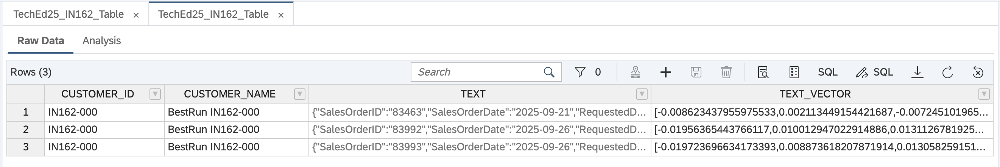 TechEd25_IN162_Table × TechEd25_IN162_Table ×
Raw Data Analysis
Rows (3) Search 0 SQL SQL
CUSTOMER_ID CUSTOMER_NAME TEXT TEXT_VECTOR
1 IN162-000 BestRun IN162-000 {"SalesOrderID":"83463","SalesOrderDate":"2025-09-21","RequestedD... [-0.008623437955975533,0.002113449154421687,-0.007245101965...
2 IN162-000 BestRun IN162-000 {"SalesOrderID":"83992","SalesOrderDate":"2025-09-26","RequestedD... [-0.01956365443766117,0.010012947022914886,0.0131126781925...
3 IN162-000 BestRun IN162-000 {"SalesOrderID":"83993","SalesOrderDate":"2025-09-26","RequestedD... [-0.019723696634173393,0.008873618207871914,0.013058259151...